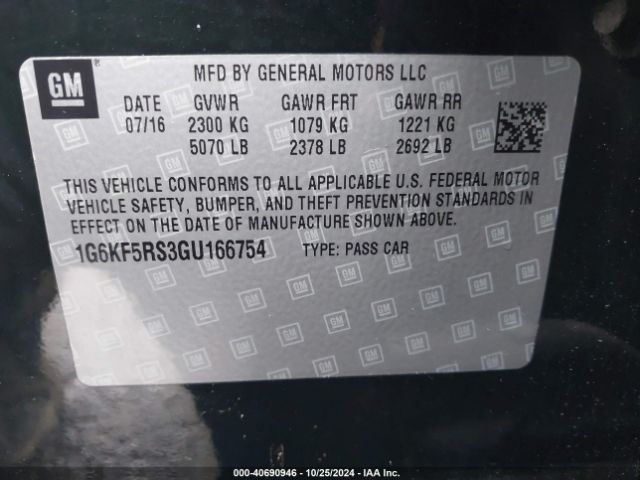 GM ®
MFD BY GENERAL MOTORS LLC
DATE GVWR GAWR FRT GAWR RR
07/16 2300 KG 1079 KG 1221 KG
5070 LB 2378 LB 2692 LB
THIS VEHICLE CONFORMS TO ALL APPLICABLE U.S. FEDERAL MOTOR
VEHICLE SAFETY, BUMPER, AND THEFT PREVENTION STANDARDS IN
EFFECT ON THE DATE OF MANUFACTURE SHOWN ABOVE.
1G6KF5RS3GU166754 TYPE: PASS CAR
000-40690946 - 10/25/2024 - IAA Inc.